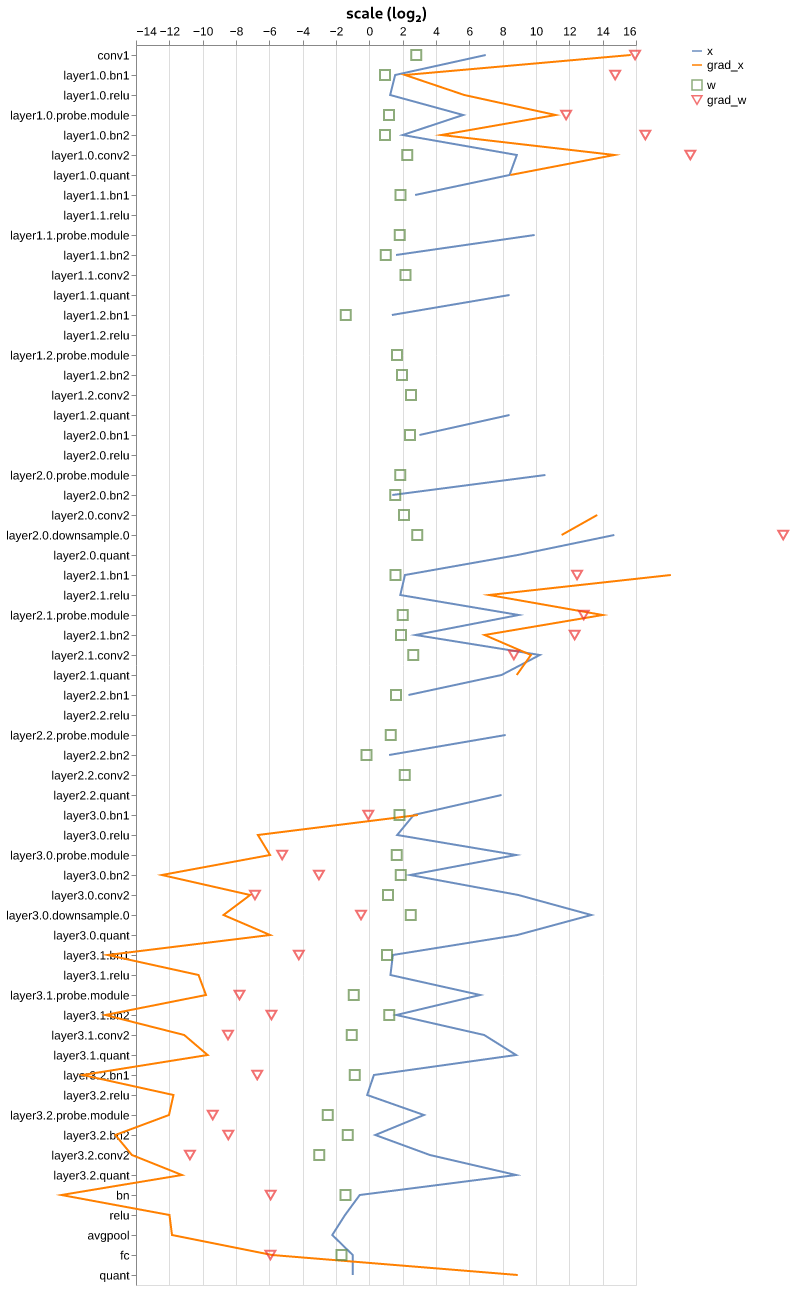 scale (log₂)
−14 −12 −10 −8 −6 −4 −2 0 2 4 6 8 10 12 14 16
x
grad_x
w
grad_w
conv1
layer1.0.bn1
layer1.0.relu
layer1.0.probe.module
layer1.0.bn2
layer1.0.conv2
layer1.0.quant
layer1.1.bn1
layer1.1.relu
layer1.1.probe.module
layer1.1.bn2
layer1.1.conv2
layer1.1.quant
layer1.2.bn1
layer1.2.relu
layer1.2.probe.module
layer1.2.bn2
layer1.2.conv2
layer1.2.quant
layer2.0.bn1
layer2.0.relu
layer2.0.probe.module
layer2.0.bn2
layer2.0.conv2
layer2.0.downsample.0
layer2.0.quant
layer2.1.bn1
layer2.1.relu
layer2.1.probe.module
layer2.1.bn2
layer2.1.conv2
layer2.1.quant
layer2.2.bn1
layer2.2.relu
layer2.2.probe.module
layer2.2.bn2
layer2.2.conv2
layer2.2.quant
layer3.0.bn1
layer3.0.relu
layer3.0.probe.module
layer3.0.bn2
layer3.0.conv2
layer3.0.downsample.0
layer3.0.quant
layer3.1.bn1
layer3.1.relu
layer3.1.probe.module
layer3.1.bn2
layer3.1.conv2
layer3.1.quant
layer3.2.bn1
layer3.2.relu
layer3.2.probe.module
layer3.2.bn2
layer3.2.conv2
layer3.2.quant
bn
relu
avgpool
fc
quant